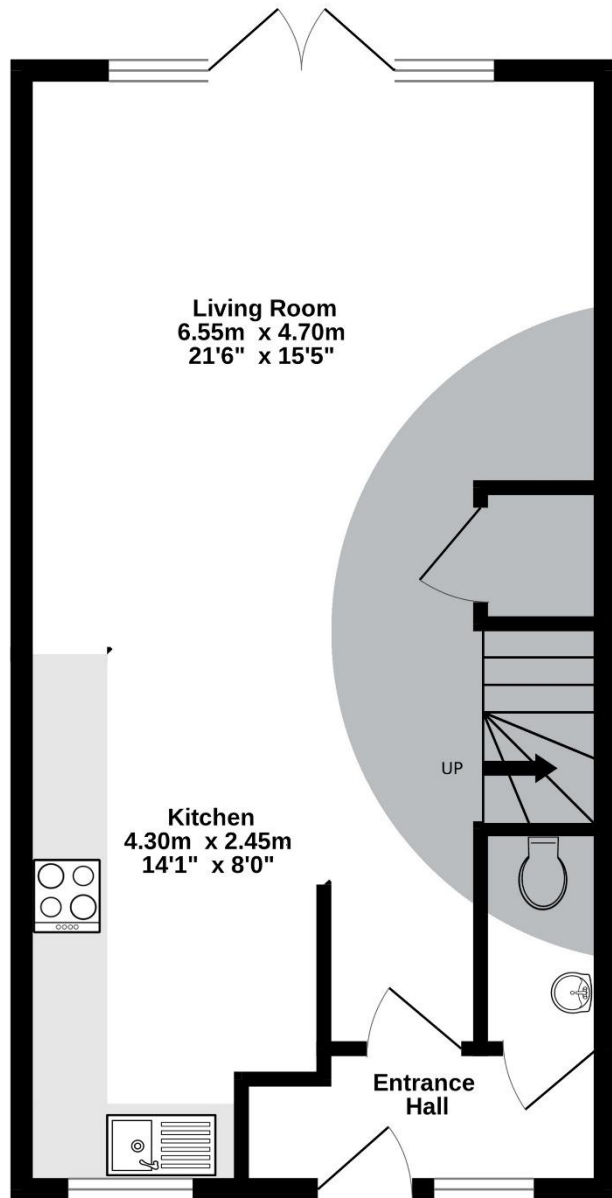 Living Room
6.55m x 4.70m
21'6" x 15'5"
UP
Kitchen
4.30m x 2.45m
14'1" x 8'0"
Entrance
Hall